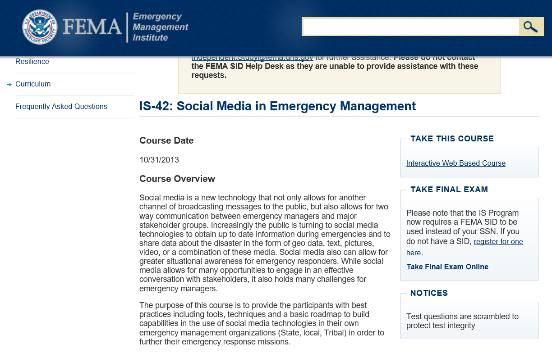 FEMA
Emergency
Management
Institute
Resilience
for further assistance. Please do not contact
the FEMA SID Help Desk as they are unable to provide assistance with these
requests.
Curriculum
Frequently Asked Questions
IS-42: Social Media in Emergency Management
Course Date
10/31/2013
Course Overview
Social media is a new technology that not only allows for another
channel of broadcasting messages to the public, but also allows for two
way communication between emergency managers and major
stakeholder groups. Increasingly the public is turning to social media
technologies to obtain up to date information during emergencies and to
share data about the disaster in the form of geo data, text, pictures,
video, or a combination of these media. Social media also can allow for
greater situational awareness for emergency responders. While social
media allows for many opportunities to engage in an effective
conversation with stakeholders, it also holds many challenges for
emergency managers.
The purpose of this course is to provide the participants with best
practices including tools, techniques and a basic roadmap to build
capabilities in the use of social media technologies in their own
emergency management organizations (State, local, Tribal) in order to
further their emergency response missions.
TAKE THIS COURSE
Interactive Web Based Course
TAKE FINAL EXAM
Please note that the IS Program
now requires a FEMA SID to be
used instead of your SSN. If you
do not have a SID, register for one
here.
Take Final Exam Online
NOTICES
Test questions are scrambled to
protect test integrity